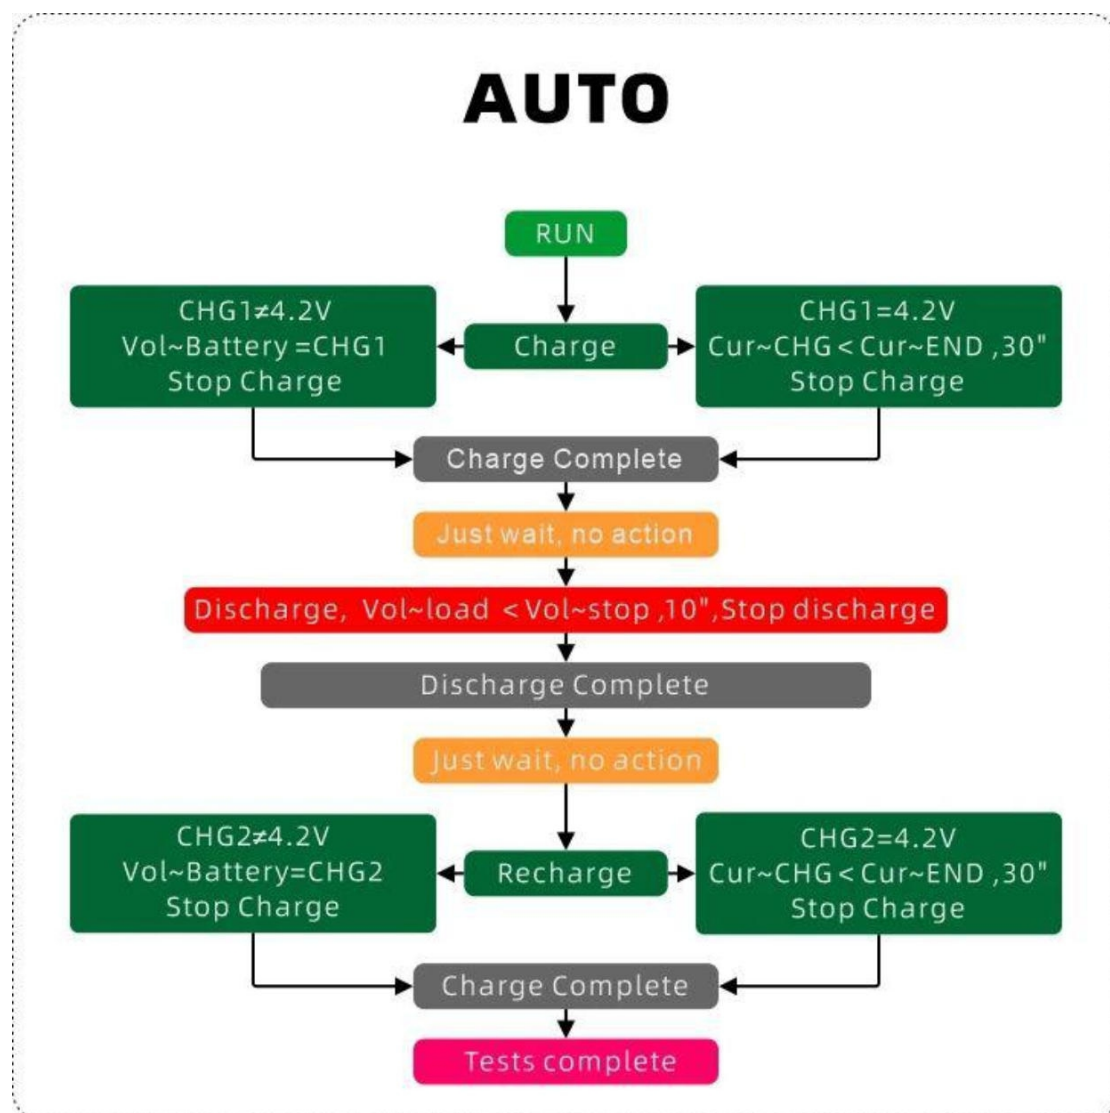 AUTO
RUN
CHG1≠4.2V
Vol~Battery =CHG1
Stop Charge
Charge
CHG1=4.2V
Cur~CHG < Cur~END ,30"
Stop Charge
Charge Complete
Just wait, no action
Discharge, Vol~load < Vol~stop ,10",Stop discharge
Discharge Complete
Just wait, no action
CHG2≠4.2V
Vol~Battery=CHG2
Stop Charge
Recharge
CHG2=4.2V
Cur~CHG < Cur~END ,30"
Stop Charge
Charge Complete
Tests complete